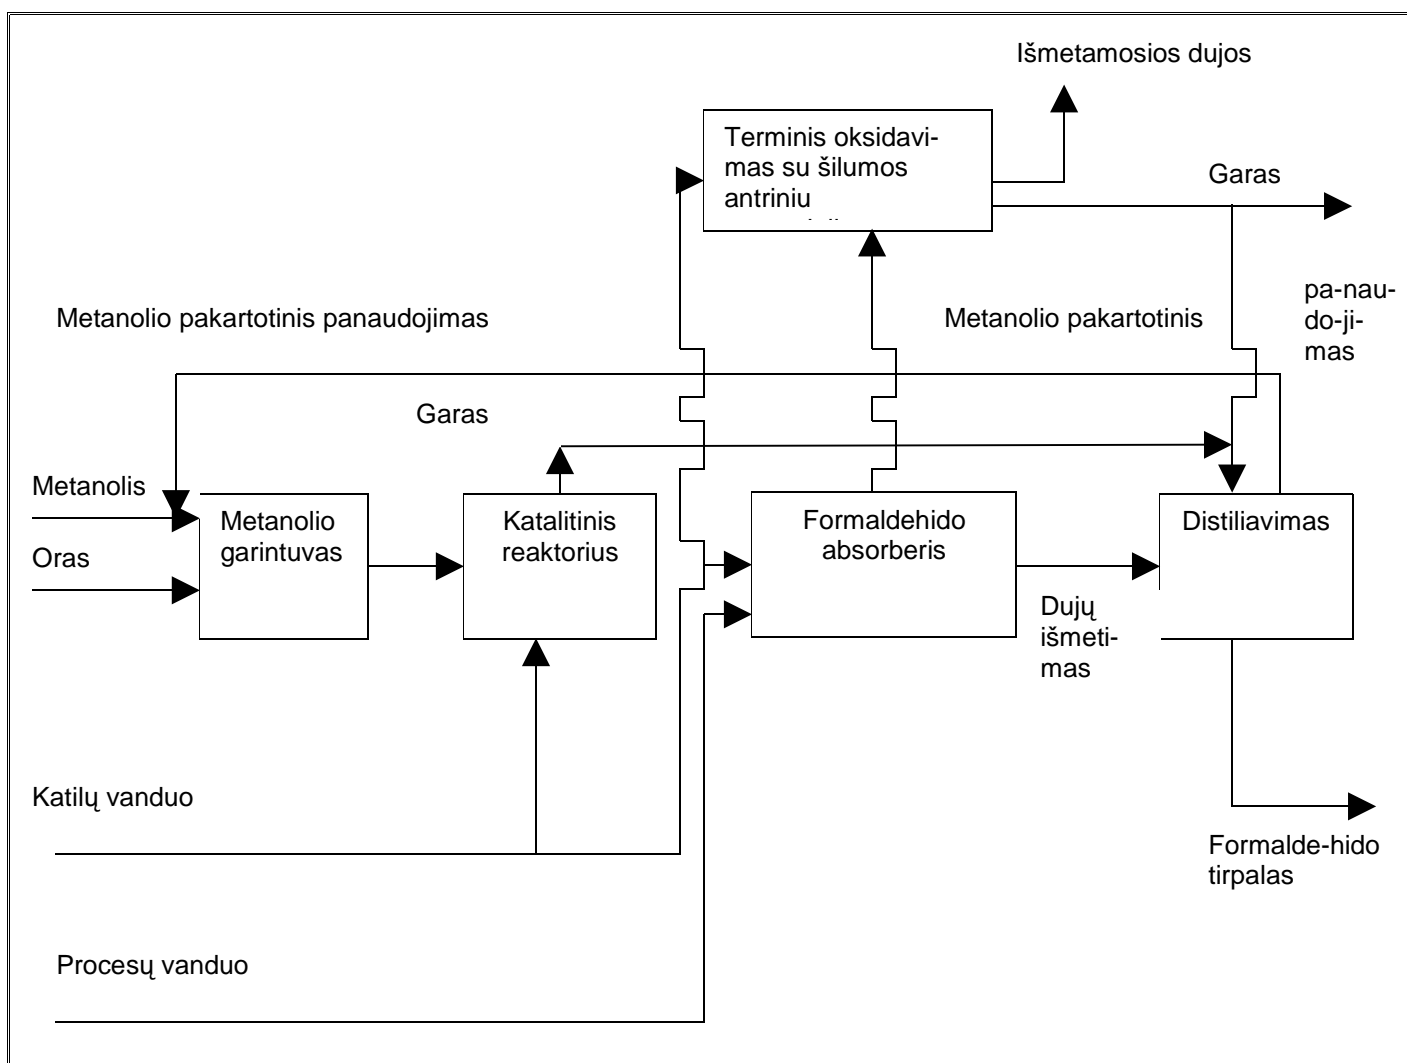 Išmetamosios dujos
Terminis oksidavi-
mas su šilumos
antriniu
Garas
pa-nau-
do-ji-
mas
Metanolio pakartotinis panaudojimas
Metanolio pakartotinis
Garas
Metanolis
Oras
Metanolio
garintuvas
Katalitinis
reaktorius
Formaldehido
absorberis
Distiliavimas
Dujų
išmeti-
mas
Katilų vanduo
Formalde-hido
tirpalas
Procesų vanduo